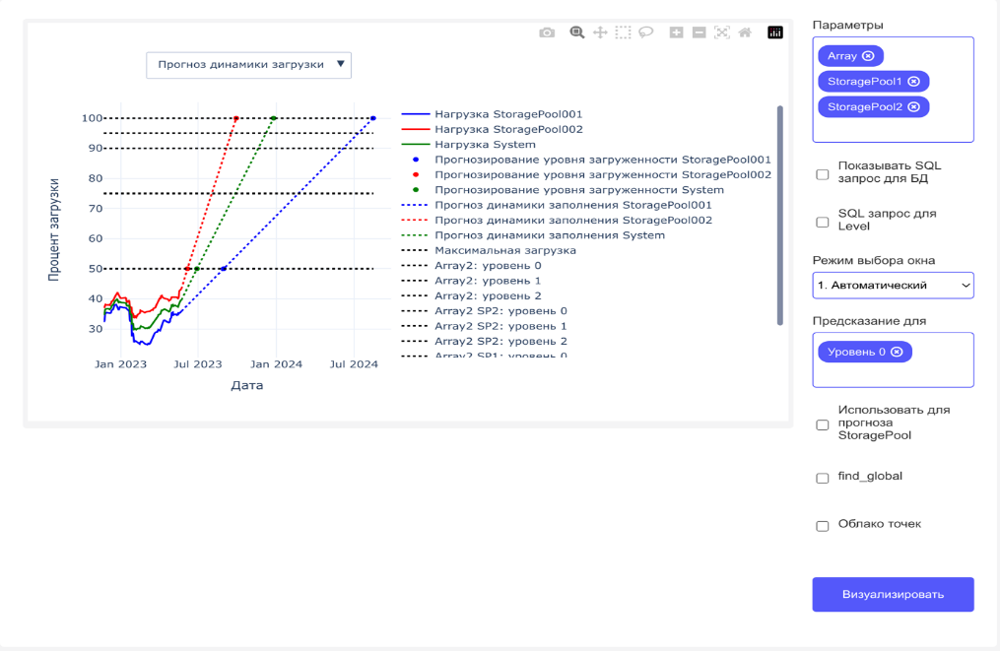 Прогноз динамики загрузки ▼
100
90
80
70
60
50
40
30
Процент загрузки
Jan 2023
Jul 2023
Jan 2024
Jul 2024
Дата
Нагрузка StoragePool001
Нагрузка StoragePool002
Нагрузка System
Прогнозирование уровня загруженности StoragePool001
Прогнозирование уровня загруженности StoragePool002
Прогнозирование уровня загруженности System
Прогноз динамики заполнения StoragePool001
Прогноз динамики заполнения StoragePool002
Прогноз динамики заполнения System
Максимальная загрузка
Array2: уровень 0
Array2: уровень 1
Array2: уровень 2
Array2 SP2: уровень 0
Array2 SP2: уровень 1
Array2 SP2: уровень 2
Array2 SP1: уровень 0
Параметры
Array
StoragePool1
StoragePool2
Показывать SQL
запрос для БД
SQL запрос для
Level
Режим выбора окна
1. Автоматический
Предсказание для
Уровень 0
Использовать для
прогноза
StoragePool
find_global
Облако точек
Визуализировать